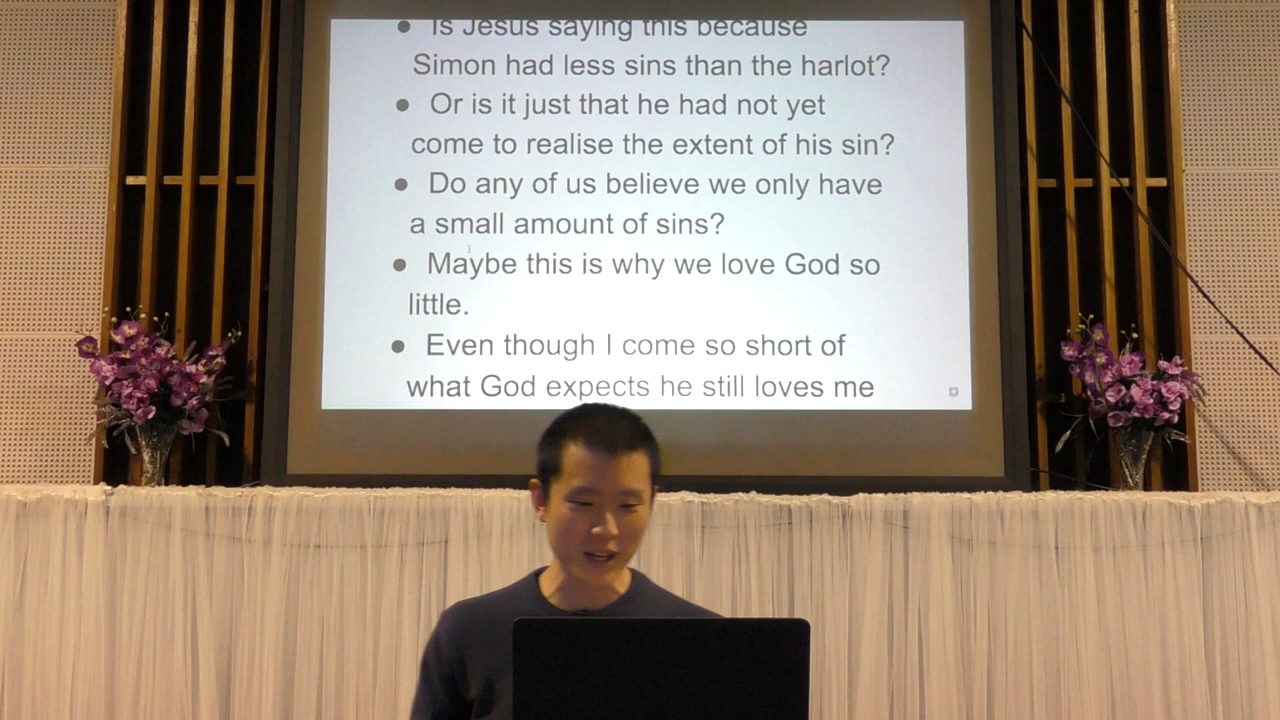 ● Is Jesus saying this because
Simon had less sins than the harlot?
● Or is it just that he had not yet
come to realise the extent of his sin?
● Do any of us believe we only have
a small amount of sins?
● Maybe this is why we love God so
little.
● Even though I come so short of
what God expects he still loves me